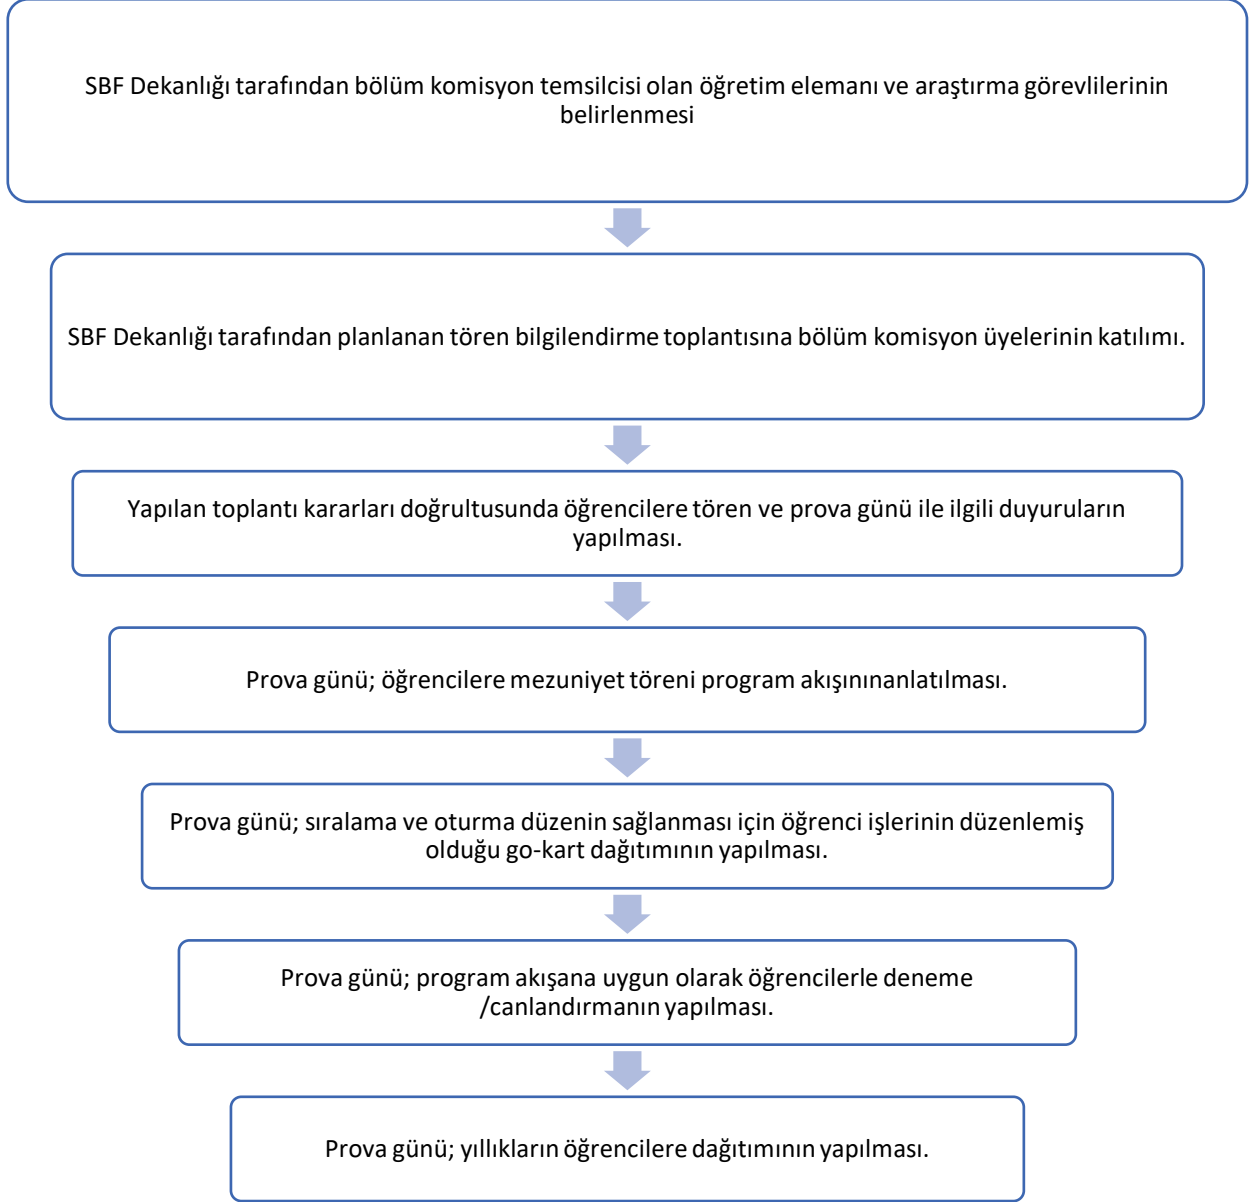 SBF Dekanlığı tarafından bölüm komisyon temsilcisi olan öğretim elemanı ve araştırma görevlilerinin
belirlenmesi
SBF Dekanlığı tarafından planlanan tören bilgilendirme toplantısına bölüm komisyon üyelerinin katılımı.
Yapılan toplantı kararları doğrultusunda öğrencilere tören ve prova günü ile ilgili duyuruların
yapılması.
Prova günü; öğrencilere mezuniyet töreni program akışınınanlatılması.
Prova günü; sıralama ve oturma düzenin sağlanması için öğrenci işlerinin düzenlemiş
olduğu go-kart dağıtımının yapılması.
Prova günü; program akışana uygun olarak öğrencilerle deneme
/canlandırmanın yapılması.
Prova günü; yıllıkların öğrencilere dağıtımının yapılması.